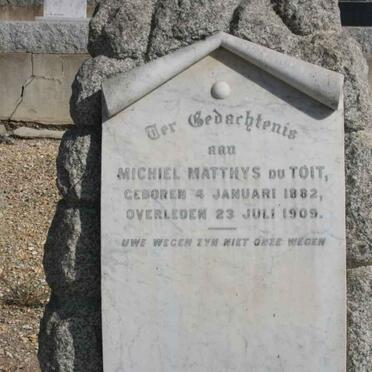 Ter Gedachtenis
aan
MICHIEL MATTHYS DU TOIT,
GEBOREN 4 JANUARI 1882,
OVERLEDEN 23 JULI 1909.
UWE WEGEN ZYN NIET ONZE WEGEN